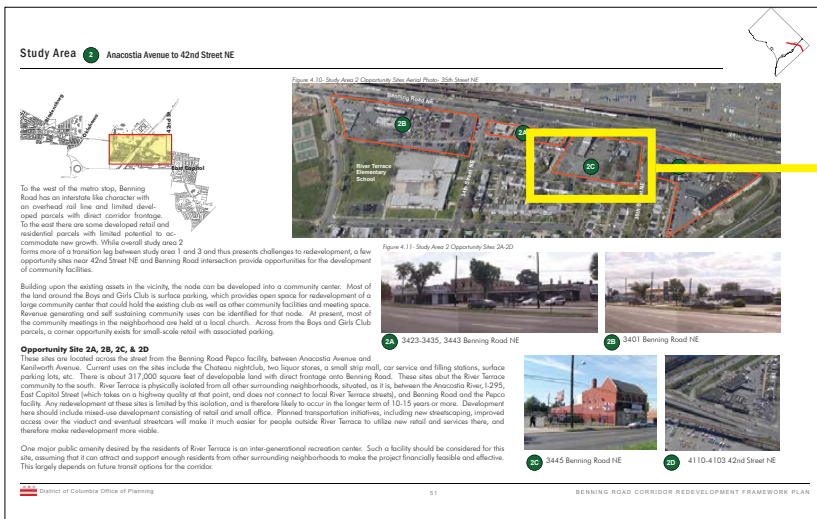 Study Area 2 Anacostia Avenue to 42nd Street NE
Figure 4.10- Study Area 2 Opportunity Sites Aerial Photo- 35th Street NE
Benning Road NE
2B
2A
2C
River Terrace
Elementary
School
34th Street NE
42nd St
East Capitol
To the west of the metro stop, Benning
Road has an interstate like character with
an overhead rail line and limited devel-
oped parcels with direct corridor frontage.
To the east there are some developed retail and
residential parcels with limited potential to ac-
commodate new growth. While overall study area 2
forms more of a transition leg between study area 1 and 3 and thus presents challenges to redevelopment, a few
opportunity sites near 42nd Street NE and Benning Road intersection provide opportunities for the development
of community facilities.
Building upon the existing assets in the vicinity, the node can be developed into a community center. Most of
the land around the Boys and Girls Club is surface parking, which provides open space for redevelopment of a
large community center that could hold the existing club as well as other community facilities and meeting space.
Revenue generating and self sustaining community uses can be identified for that node. At present, most of
the community meetings in the neighborhood are held at a local church. Across from the Boys and Girls Club
parcels, a corner opportunity exists for small-scale retail with associated parking.
Opportunity Site 2A, 2B, 2C, & 2D
These sites are located across the street from the Benning Road Pepco facility, between Anacostia Avenue and
Kenilworth Avenue. Current uses on the sites include the Chateau nightclub, two liquor stores, a small strip mall, car service and filling stations, surface
parking lots, etc. There is about 317,000 square feet of developable land with direct frontage onto Benning Road. These sites abut the River Terrace
community to the south. River Terrace is physically isolated from all other surrounding neighborhoods, situated, as it is, between the Anacostia River, I-295,
East Capitol Street (which takes on a highway quality at that point, and does not connect to local River Terrace streets), and Benning Road and the Pepco
facility. Any redevelopment at these sites is limited by this isolation, and is therefore likely to occur in the longer term of 10-15 years or more. Development
here should include mixed-use development consisting of retail and small office. Planned transportation initiatives, including new streetscaping, improved
access over the viaduct and eventual streetcars will make it much easier for people outside River Terrace to utilize new retail and services there, and
therefore make redevelopment more viable.
One major public amenity desired by the residents of River Terrace is an inter-generational recreation center. Such a facility should be considered for this
site, assuming that it can attract and support enough residents from other surrounding neighborhoods to make the project financially feasible and effective.
This largely depends on future transit options for the corridor.
Figure 4.11- Study Area 2 Opportunity Sites 2A-2D
2A 3423-3435, 3443 Benning Road NE
2B 3401 Benning Road NE
2C 3445 Benning Road NE
2D 4110-4103 42nd Street NE
District of Columbia Office of Planning
51
BENNING ROAD CORRIDOR REDEVELOPMENT FRAMEWORK PLAN